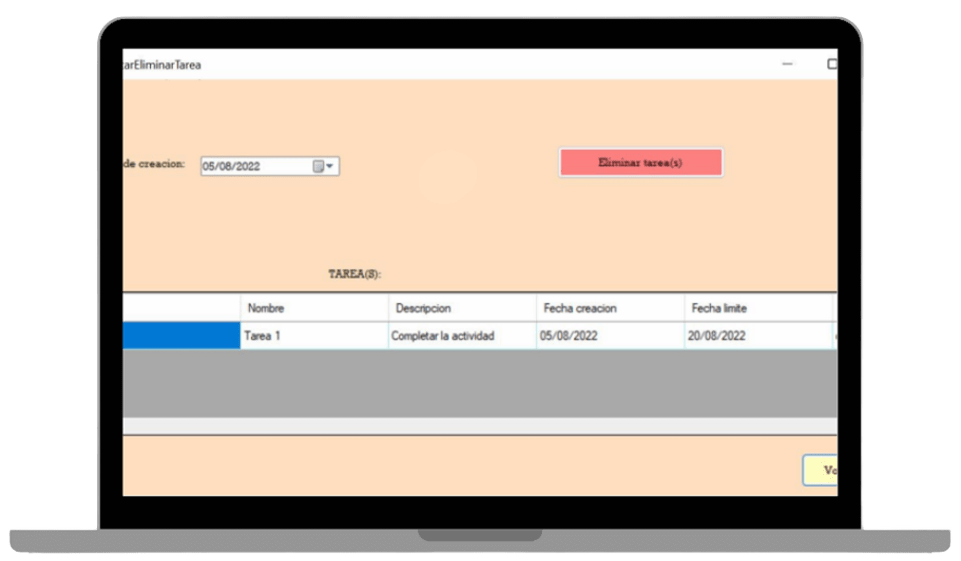 arEliminarTarea
de creacion: 05/08/2022
Eliminar tarea(s)
TAREA(S):
Nombre Descripcion Fecha creacion Fecha limite
Tarea 1 Completar la actividad 05/08/2022 20/08/2022